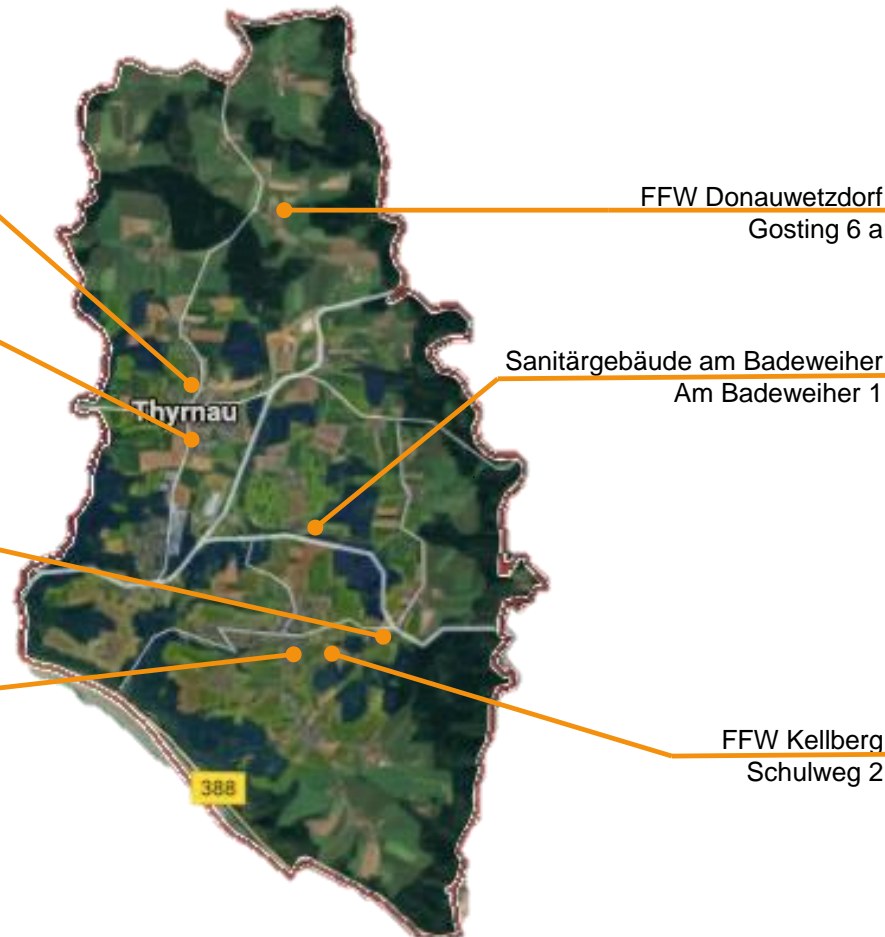 FFW Donauwetzdorf
Gosting 6 a
Sanitärgebäude am Badeweiher
Am Badeweiher 1
Thyrnau
FFW Kellberg
Schulweg 2
388